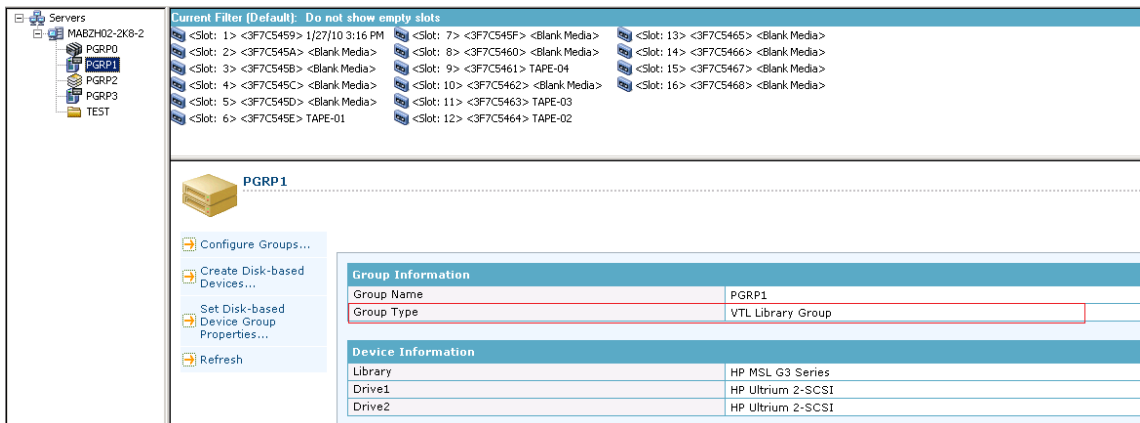 Servers
MABZH02-2K8-2
PGRP0
PGRP1
PGRP2
PGRP3
TEST
Current Filter (Default): Do not show empty slots
<Slot: 1> <3F7C5459> 1/27/10 3:16 PM
<Slot: 2> <3F7C545A> <Blank Media>
<Slot: 3> <3F7C545B> <Blank Media>
<Slot: 4> <3F7C545C> <Blank Media>
<Slot: 5> <3F7C545D> <Blank Media>
<Slot: 6> <3F7C545E> TAPE-01
<Slot: 7> <3F7C545F> <Blank Media>
<Slot: 8> <3F7C5460> <Blank Media>
<Slot: 9> <3F7C5461> TAPE-04
<Slot: 10> <3F7C5462> <Blank Media>
<Slot: 11> <3F7C5463> TAPE-03
<Slot: 12> <3F7C5464> TAPE-02
<Slot: 13> <3F7C5465> <Blank Media>
<Slot: 14> <3F7C5466> <Blank Media>
<Slot: 15> <3F7C5467> <Blank Media>
<Slot: 16> <3F7C5468> <Blank Media>
PGRP1
Configure Groups...
Create Disk-based
Devices...
Set Disk-based
Device Group
Properties...
Refresh
Group Information
Group Name PGRP1
Group Type VTL Library Group
Device Information
Library HP MSL G3 Series
Drive1 HP Ultrium 2-SCSI
Drive2 HP Ultrium 2-SCSI